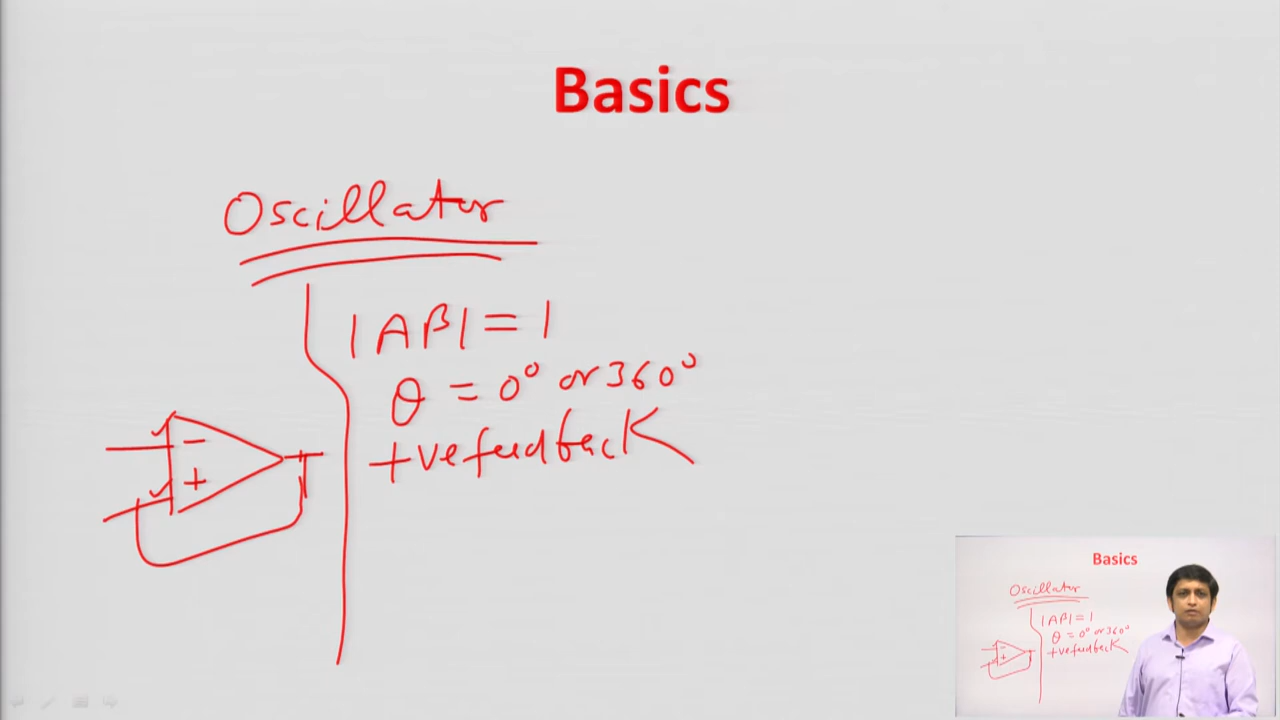 Basics
Oscillator
|Aβ| = 1
θ = 0° or 360°
+ve feedback
−
+
Basics
Oscillator
|Aβ| = 1
θ = 0° or 360°
+ve feedback
−
+